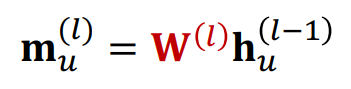 𝐦_u^{(l)} = 𝐖^{(l)} 𝐡_u^{(l−1)}